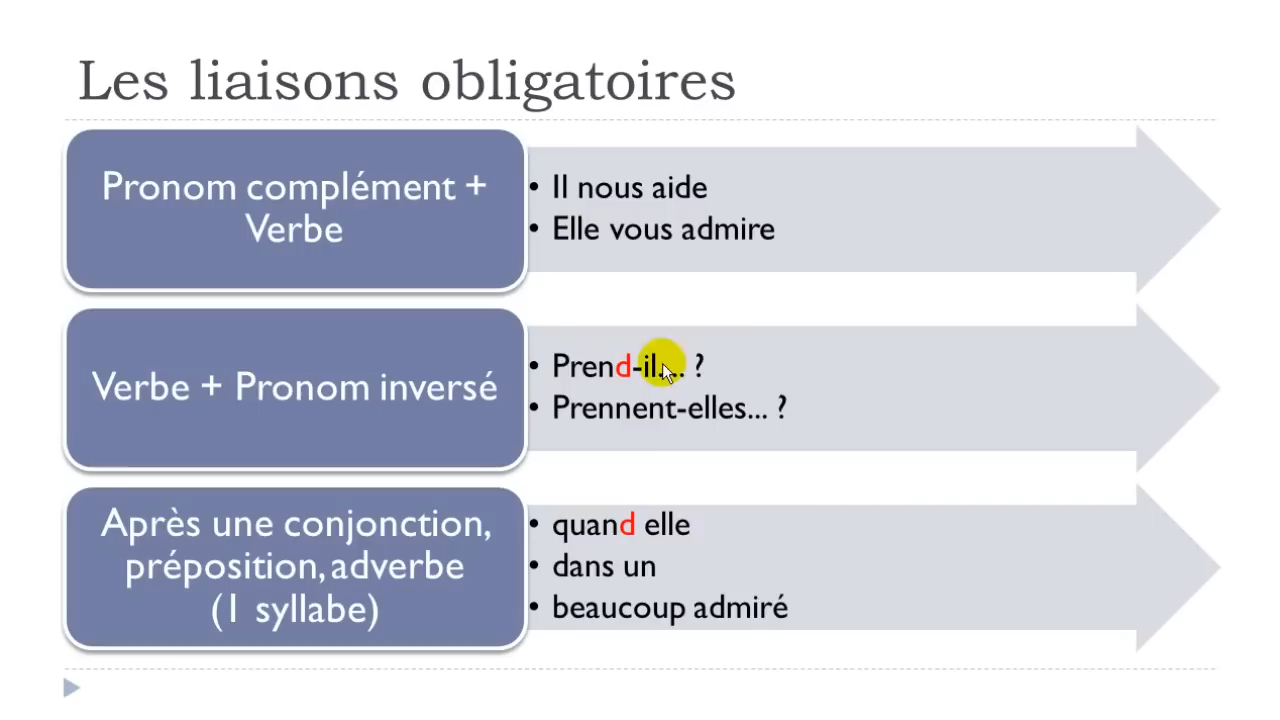 Les liaisons obligatoires
Pronom complément +
Verbe
• Il nous aide
• Elle vous admire
Verbe + Pronom inversé
• Prend-il... ?
• Prennent-elles... ?
Après une conjonction,
préposition, adverbe
(1 syllabe)
• quand elle
• dans un
• beaucoup admiré